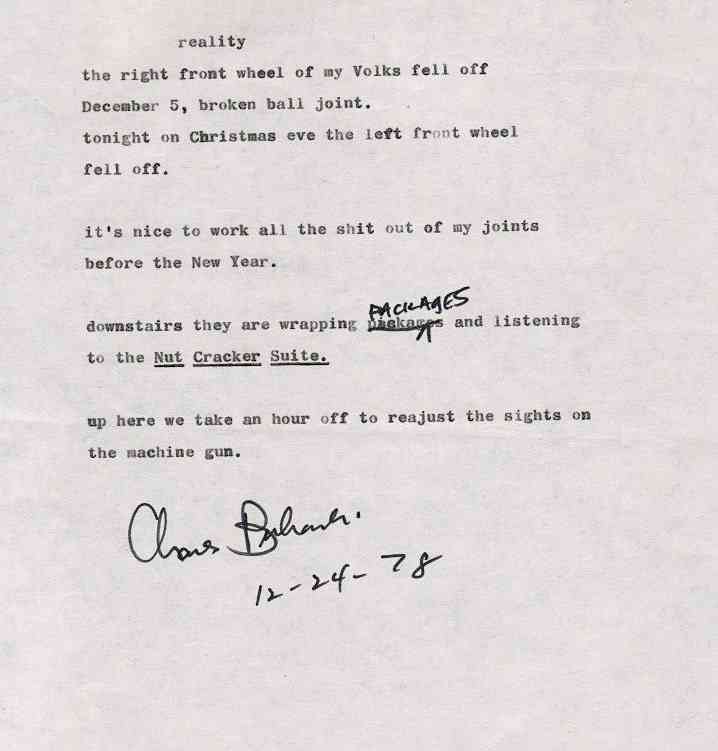 reality
the right front wheel of my Volks fell off
December 5, broken ball joint.
tonight on Christmas eve the left front wheel
fell off.
it's nice to work all the shit out of my joints
before the New Year.
PACKAGES
downstairs they are wrapping packages and listening
to the Nut Cracker Suite.
up here we take an hour off to reajust the sights on
the machine gun.
Charles Bukowski.
12-24-78